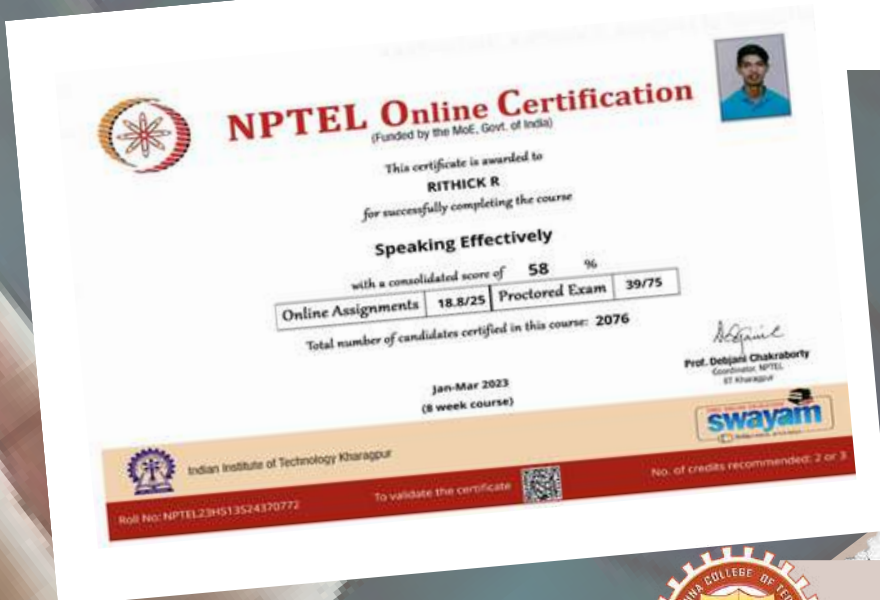 NPTEL Online Certification
(Funded by the MoE, Govt. of India)
This certificate is awarded to
RITHICK R
for successfully completing the course
Speaking Effectively
with a consolidated score of 58 %
Online Assignments 18.8/25 Proctored Exam 39/75
Total number of candidates certified in this course: 2076
Prof. Debjani Chakraborty
Coordinator, NPTEL
IIT Kharagpur
Jan-Mar 2023
(8 week course)
swayam
Indian Institute of Technology Kharagpur
Roll No: NPTEL23HS13S24370772
To validate the certificate
No. of credits recommended: 2 or 3
COLLEGE OF